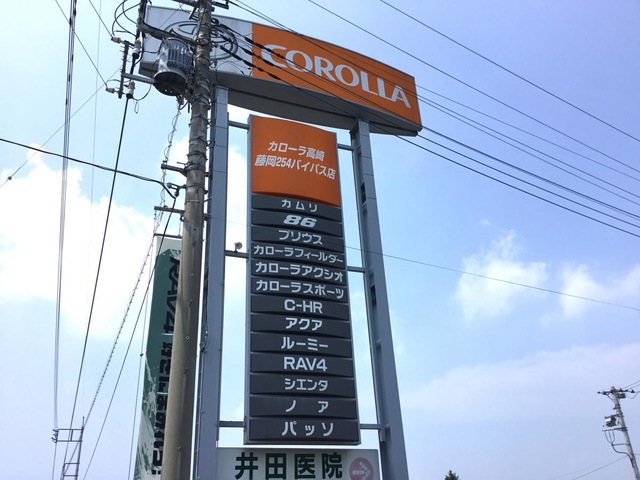 COROLLA
カローラ高崎
藤岡254バイパス店
カムリ
86
プリウス
カローラフィールダー
カローラアクシオ
カローラスポーツ
C-HR
アクア
ルーミー
RAV4
シエンタ
ノア
パッソ
RAV4
井田医院